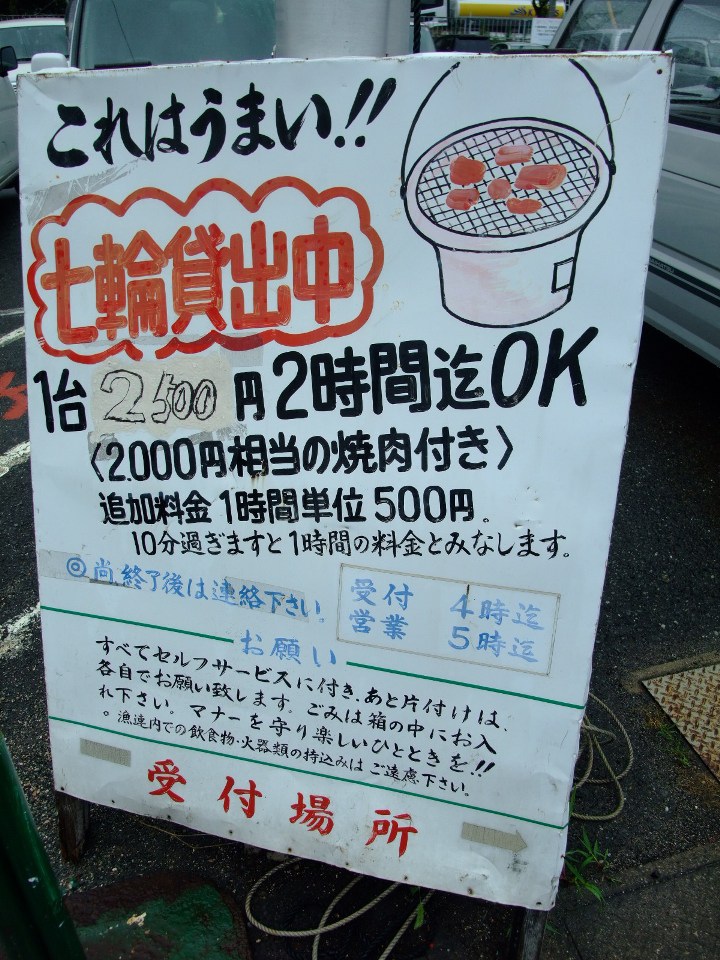 これはうまい!!
七輪貸出中
1台 2500円 2時間迄OK
〈2.000円相当の焼肉付き〉
追加料金1時間単位500円。
10分過ぎますと1時間の料金とみなします。
◎尚、終了後は連絡下さい。
受付 4時迄
営業 5時迄
お願い
すべてセルフサービスに付き、あと片付けは、
各自でお願い致します。ごみは箱の中にお入
れ下さい。マナーを守り楽しいひとときを!!
。漁連内での飲食物・火器類の持込みはご遠慮下さい。
受付場所